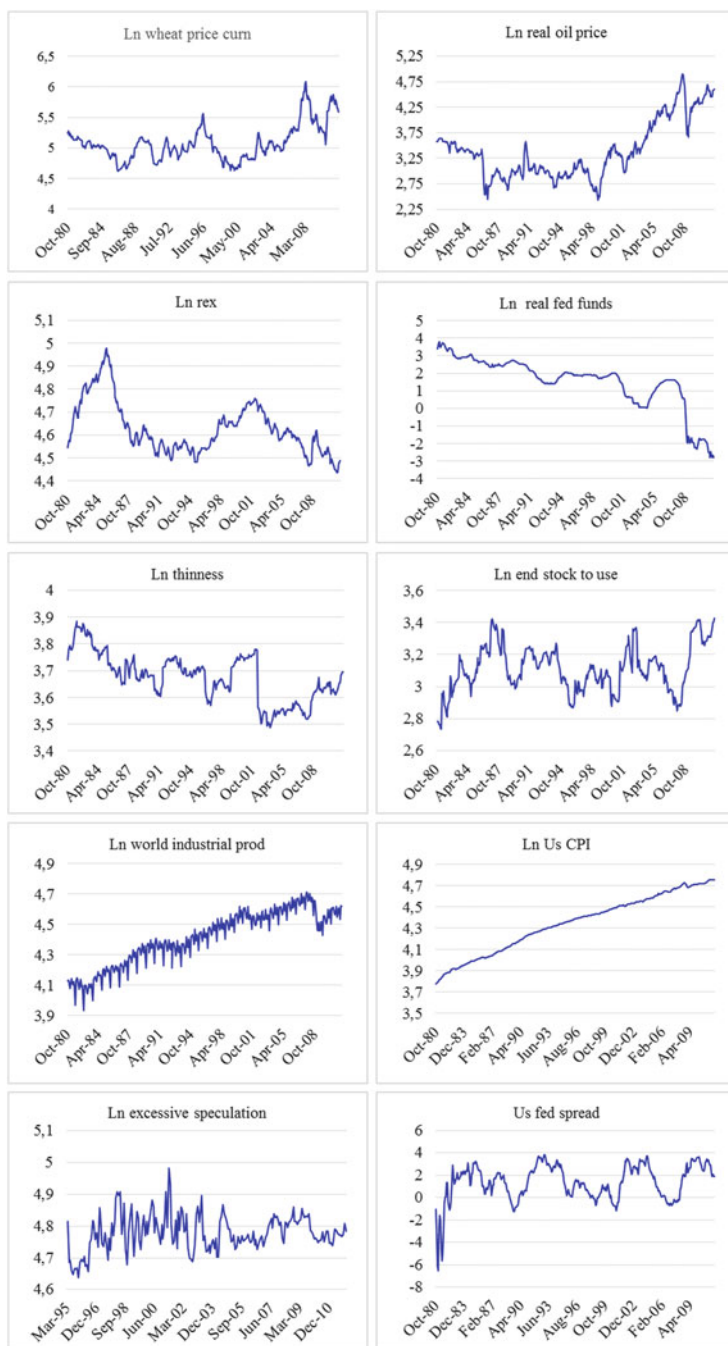 Ln wheat price curn
6,5
6
5,5
5
4,5
4
Oct-80
Sep-84
Aug-88
Jul-92
Jun-96
May-00
Apr-04
Mar-08
Ln real oil price
5,25
4,75
4,25
3,75
3,25
2,75
2,25
Oct-80
Apr-84
Oct-87
Apr-91
Oct-94
Apr-98
Oct-01
Apr-05
Oct-08
Ln rex
5,1
5
4,9
4,8
4,7
4,6
4,5
4,4
Oct-80
Apr-84
Oct-87
Apr-91
Oct-94
Apr-98
Oct-01
Apr-05
Oct-08
Ln real fed funds
5
4
3
2
1
0
-1
-2
-3
-4
Oct-80
Apr-84
Oct-87
Apr-91
Oct-94
Apr-98
Oct-01
Apr-05
Oct-08
Ln thinness
4
3,9
3,8
3,7
3,6
3,5
3,4
Oct-80
Apr-84
Oct-87
Apr-91
Oct-94
Apr-98
Oct-01
Apr-05
Oct-08
Ln end stock to use
3,6
3,4
3,2
3
2,8
2,6
Oct-80
Apr-84
Oct-87
Apr-91
Oct-94
Apr-98
Oct-01
Apr-05
Oct-08
Ln world industrial prod
4,9
4,7
4,5
4,3
4,1
3,9
Oct-80
Apr-84
Oct-87
Apr-91
Oct-94
Apr-98
Oct-01
Apr-05
Oct-08
Ln Us CPI
4,9
4,7
4,5
4,3
4,1
3,9
3,7
3,5
Oct-80
Dec-83
Feb-87
Apr-90
Jun-93
Aug-96
Oct-99
Dec-02
Feb-06
Apr-09
Ln excessive speculation
5,1
5
4,9
4,8
4,7
4,6
Mar-95
Dec-96
Sep-98
Jun-00
Mar-02
Dec-03
Sep-05
Jun-07
Mar-09
Dec-10
Us fed spread
6
4
2
0
-2
-4
-6
-8
Oct-80
Dec-83
Feb-87
Apr-90
Jun-93
Aug-96
Oct-99
Dec-02
Feb-06
Apr-09